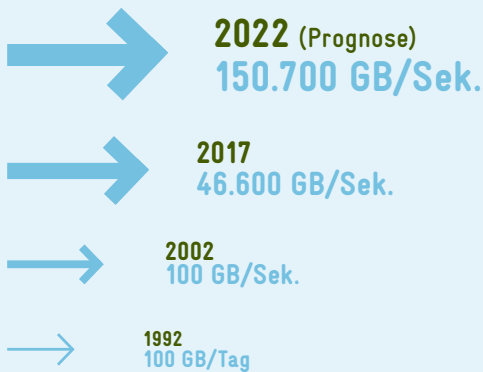 2022 (Prognose)
150.700 GB/Sek.
2017
46.600 GB/Sek.
2002
100 GB/Sek.
1992
100 GB/Tag